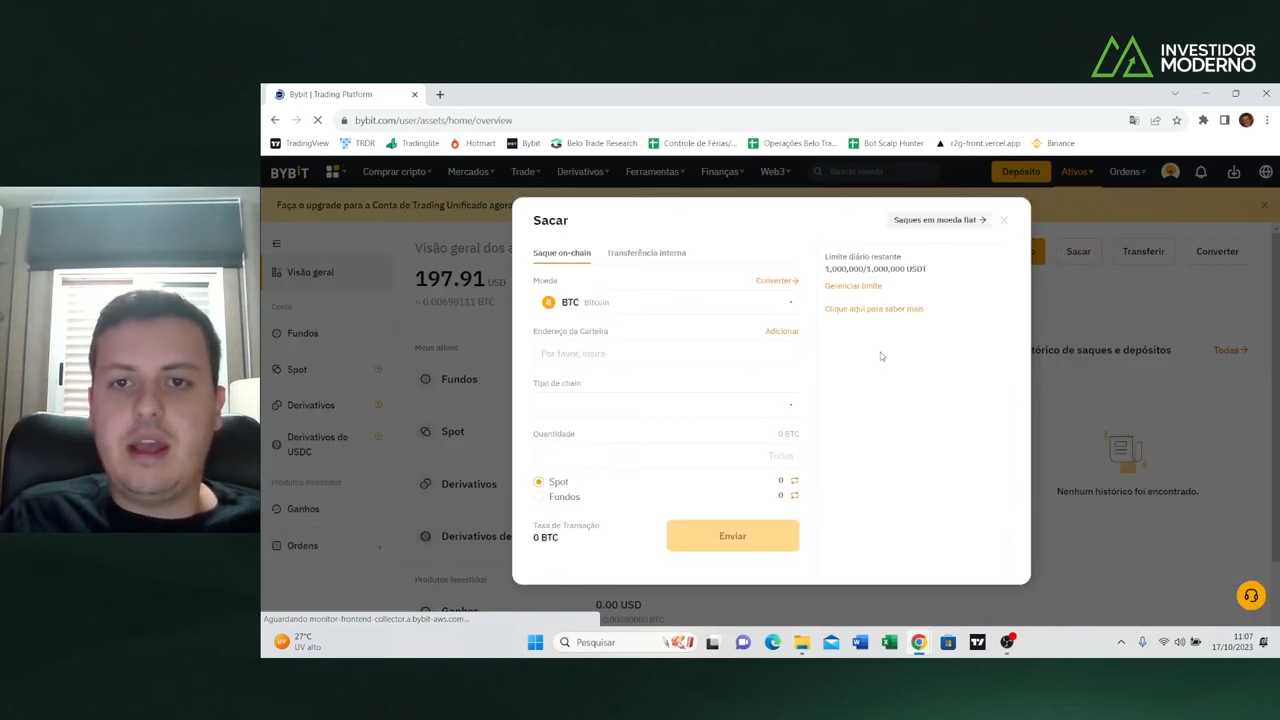 INVESTIDOR
MODERNO
Bybit | Trading Platform
bybit.com/user/assets/home/overview
TradingView
TRDR
Tradinglite
Hotmart
Bybit
Belo Trade Research
Controle de Férias/...
Operações Belo Tra...
Bot Scalp Hunter
r2g-front.vercel.app
Binance
BYBIT
Comprar cripto
Mercados
Trade
Derivativos
Ferramentas
Finanças
Web3
Buscar moeda
Depósito
Ativos
Ordens
Faça o upgrade para a Conta de Trading Unificado agor
Visão geral
Conta
Fundos
Spot
Derivativos
Derivativos de
USDC
Produtos investidos
Ganhos
Ordens
Visão geral dos a
197.91 USD
≈ 0.00698111 BTC
Meus ativos
Fundos
Spot
Derivativos
Derivativos de
Produtos investidos
Ganhos
0.00 USD
≈ 0.00000000 BTC
Sacar
Saques em moeda fiat →
Saque on-chain
Transferência interna
Moeda
Converter→
BTC Bitcoin
Endereço da Carteira
Adicionar
Por favor, insira
Tipo de chain
Quantidade
0 BTC
Todas
Spot
0
Fundos
0
Taxa de Transação
0 BTC
Enviar
Limite diário restante
1,000,000/1,000,000 USDT
Gerenciar limite
Clique aqui para saber mais
o
Sacar
Transferir
Converter
tórico de saques e depósitos
Todas→
Nenhum histórico foi encontrado.
Aguardando monitor-frontend-collector.a.bybit-aws.com...
27°C
UV alto
Pesquisar
11:07
17/10/2023